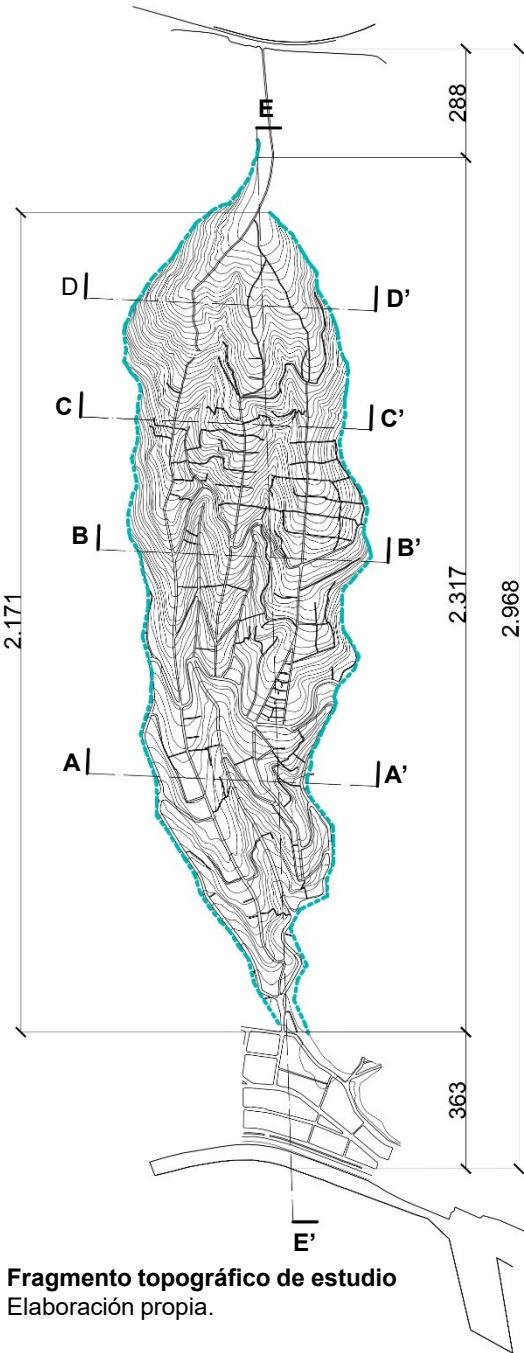 288
E
D
D’
C
C’
B
B’
2.171
2.317
2.968
A
A’
363
E’
Fragmento topográfico de estudio
Elaboración propia.